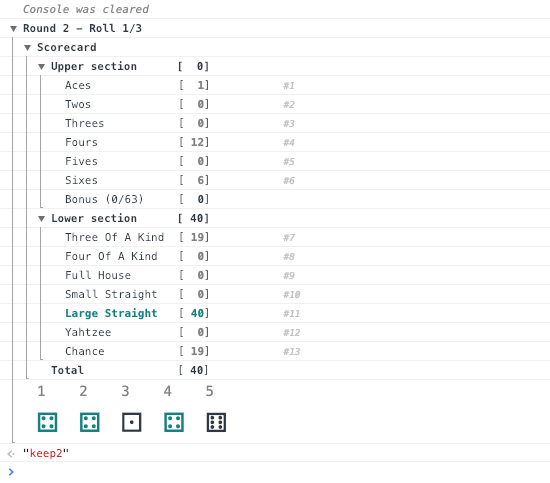 Console was cleared
Round 2 – Roll 1/3
Scorecard
Upper section [ 0]
Aces [ 1] #1
Twos [ 0] #2
Threes [ 0] #3
Fours [ 12] #4
Fives [ 0] #5
Sixes [ 6] #6
Bonus (0/63) [ 0]
Lower section [ 40]
Three Of A Kind [ 19] #7
Four Of A Kind [ 0] #8
Full House [ 0] #9
Small Straight [ 0] #10
Large Straight [ 40] #11
Yahtzee [ 0] #12
Chance [ 19] #13
Total [ 40]
1 2 3 4 5
"keep2"